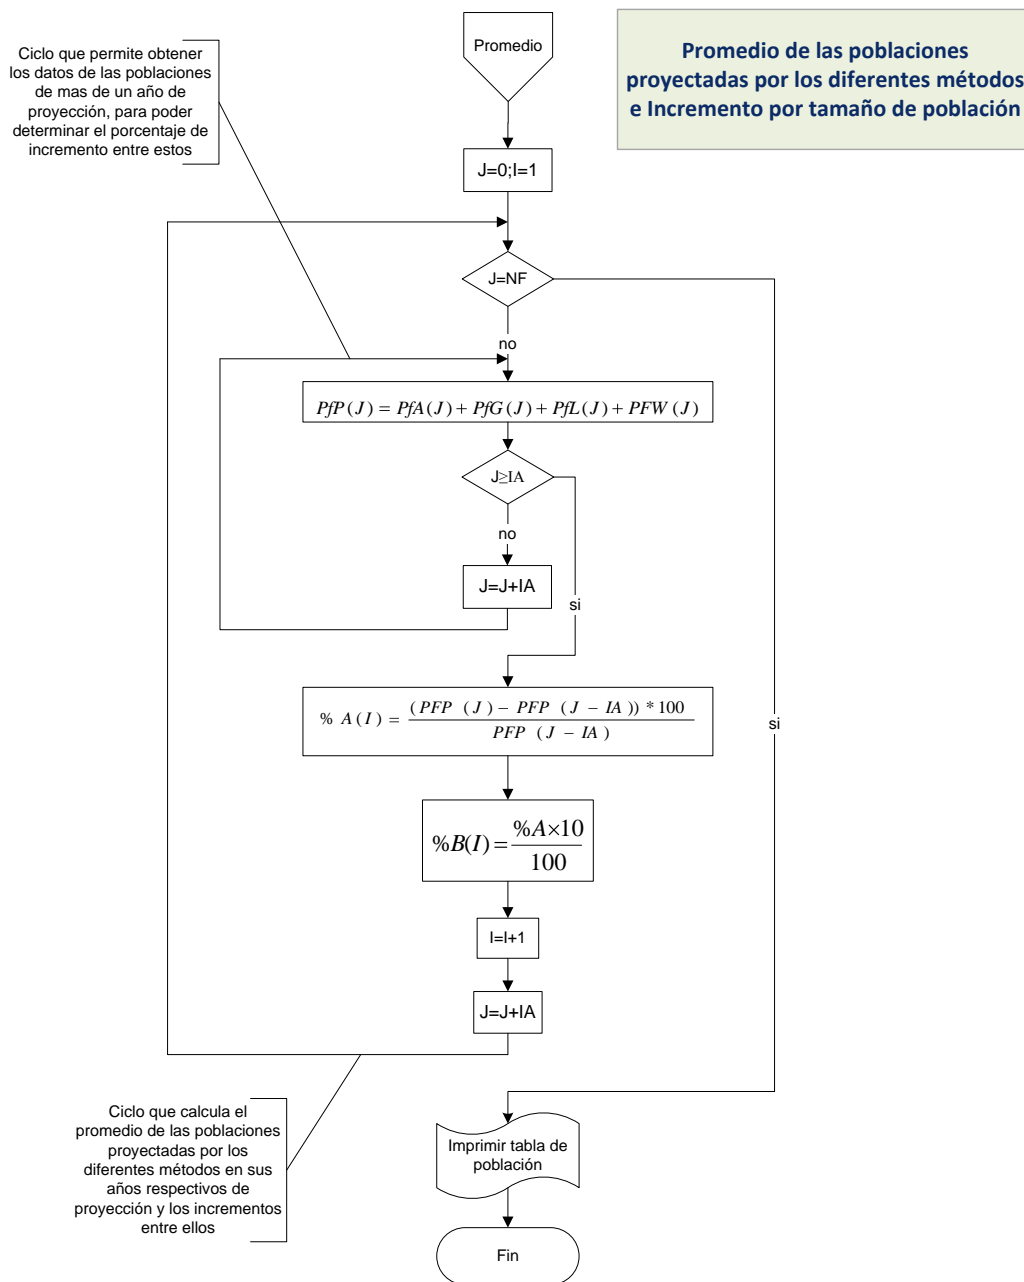 Promedio
Promedio de las poblaciones
proyectadas por los diferentes métodos
e Incremento por tamaño de población
Ciclo que permite obtener
los datos de las poblaciones
de mas de un año de
proyección, para poder
determinar el porcentaje de
incremento entre estos
J=0;I=1
J=NF
no
PfP(J) = PfA(J) + PfG(J) + PfL(J) + PFW(J)
J≥IA
no
J=J+IA
si
% A(I) = (PFP (J) − PFP (J − IA)) * 100 / PFP (J − IA)
si
%B(I) = %A×10 / 100
I=I+1
J=J+IA
Ciclo que calcula el
promedio de las poblaciones
proyectadas por los
diferentes métodos en sus
años respectivos de
proyección y los incrementos
entre ellos
Imprimir tabla de
población
Fin